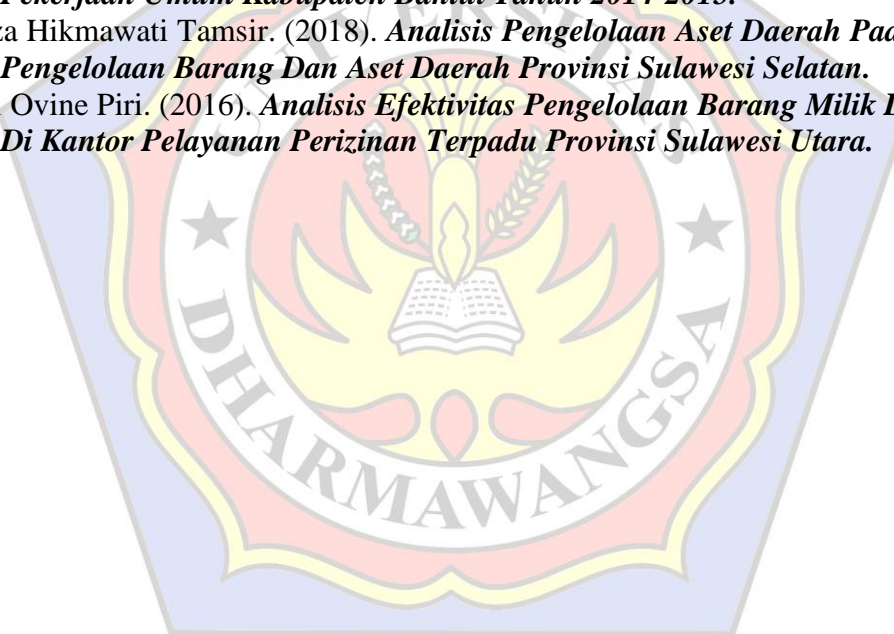 Pekerjaan Umum Kabupaten Bantul Tahun 2014-2015.
za Hikmawati Tamsir. (2018). Analisis Pengelolaan Aset Daerah Pad
Pengelolaan Barang Dan Aset Daerah Provinsi Sulawesi Selatan.
Ovine Piri. (2016). Analisis Efektivitas Pengelolaan Barang Milik
Di Kantor Pelayanan Perizinan Terpadu Provinsi Sulawesi Utara.
UNIVERSITAS
DHARMAWANGSA